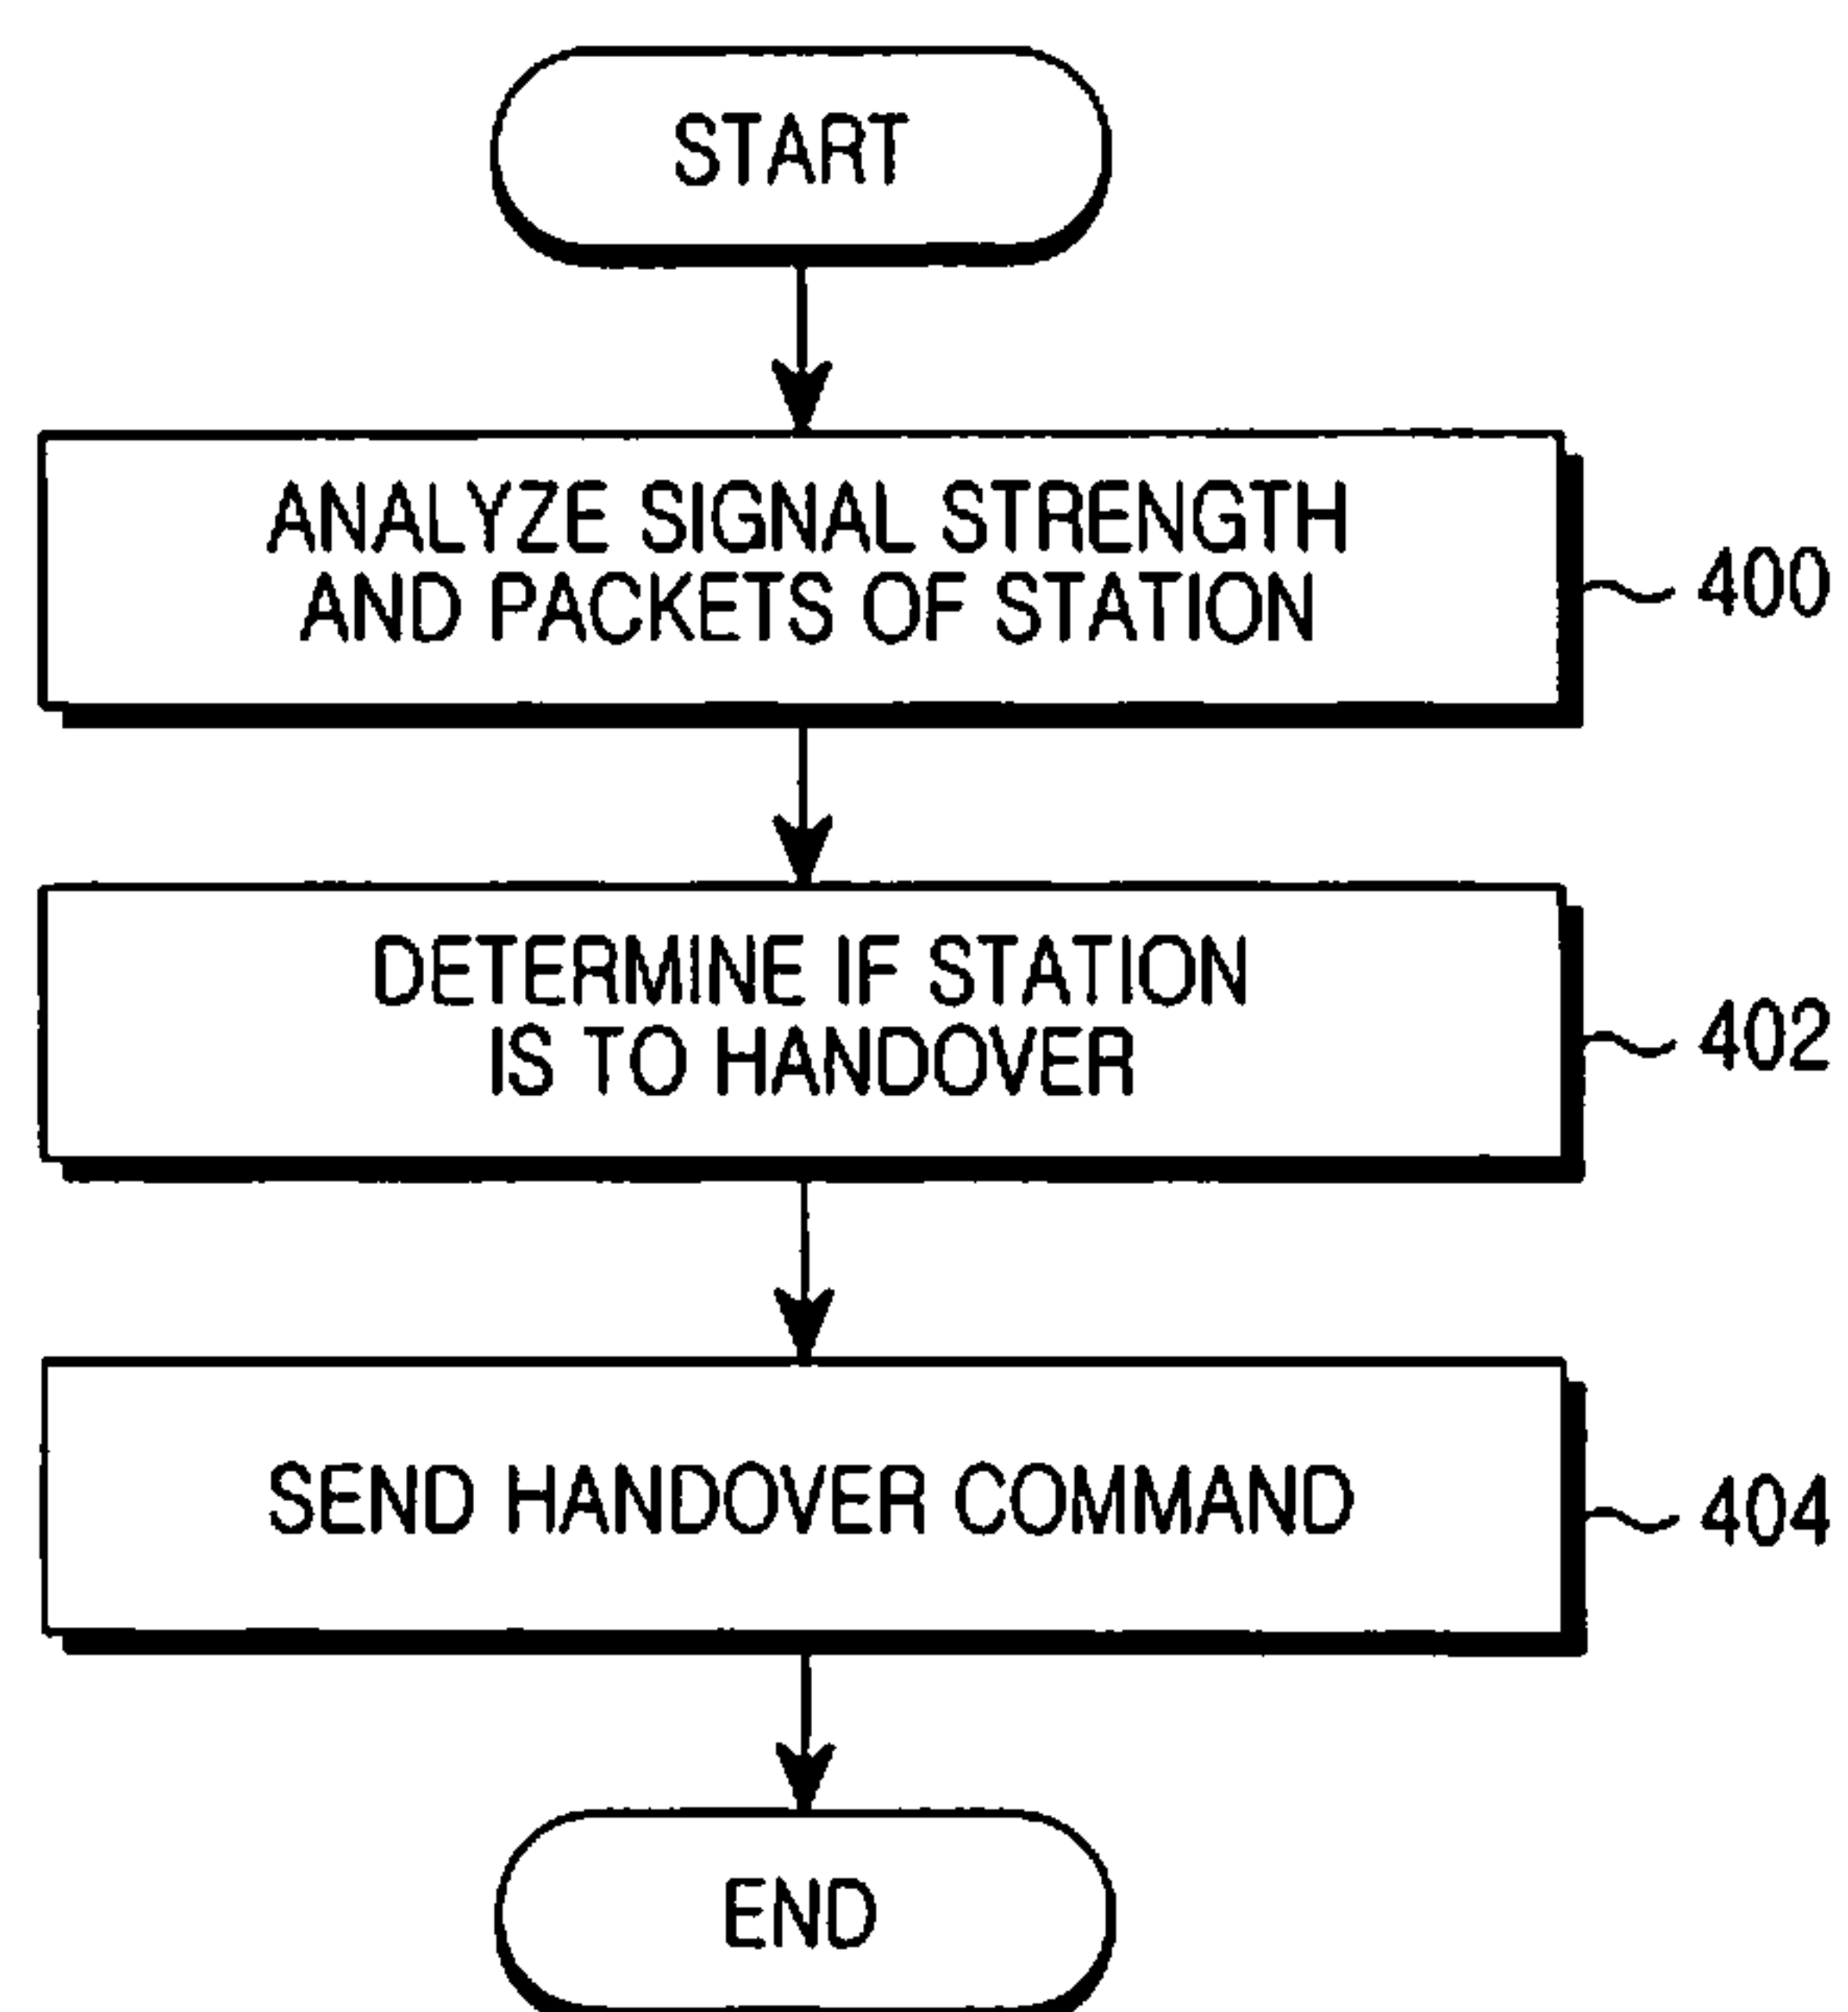 START
ANALYZE SIGNAL STRENGTH
AND PACKETS OF STATION
400
DETERMINE IF STATION
IS TO HANDOVER
402
SEND HANDOVER COMMAND
404
END